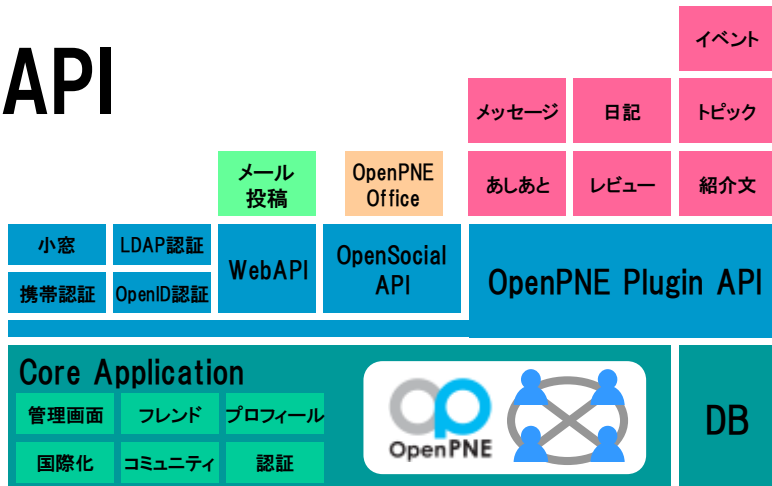 API
イベント
メッセージ
日記
トピック
メール
投稿
OpenPNE
Office
あしあと
レビュー
紹介文
小窓
LDAP認証
WebAPI
OpenSocial
API
OpenPNE Plugin API
携帯認証
OpenID認証
Core Application
管理画面
フレンド
プロフィール
国際化
コミュニティ
認証
OpenPNE
DB